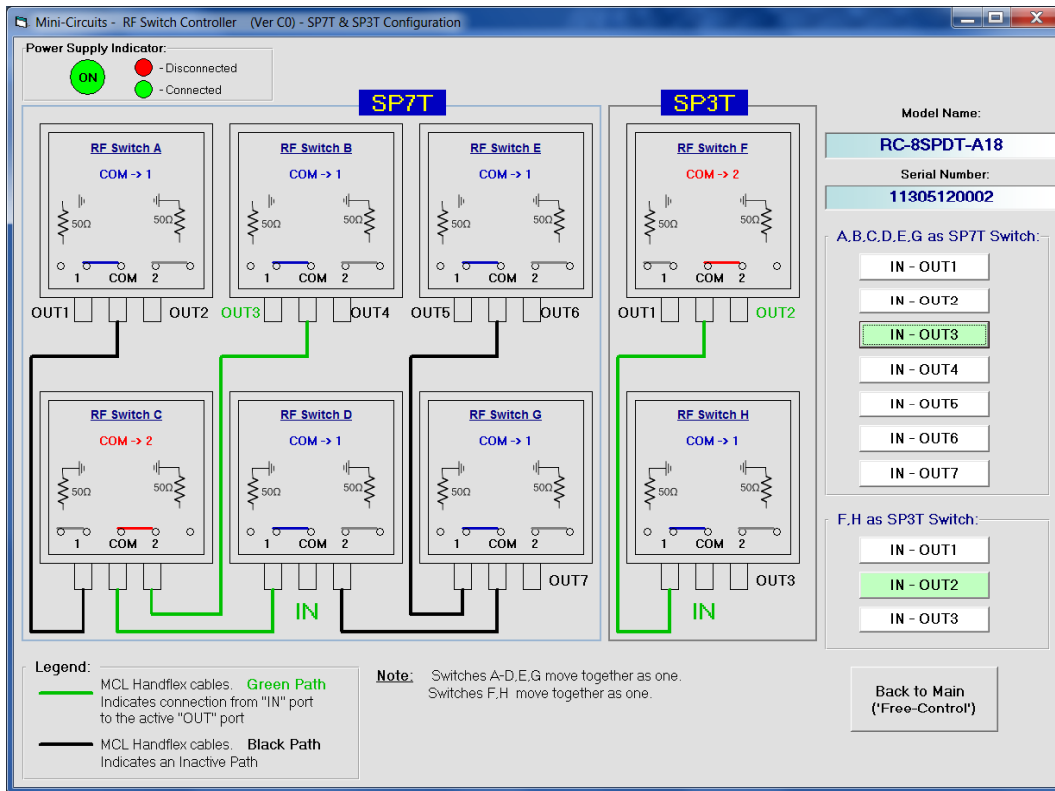 Mini-Circuits - RF Switch Controller (Ver C0) - SP7T & SP3T Configuration
Power Supply Indicator:
ON
- Disconnected
- Connected
SP7T
SP3T
RF Switch A
COM -> 1
50Ω
50Ω
1 COM 2
OUT1
OUT2
RF Switch B
COM -> 1
50Ω
50Ω
1 COM 2
OUT3
OUT4
RF Switch E
COM -> 1
50Ω
50Ω
1 COM 2
OUT5
OUT6
RF Switch F
COM -> 2
50Ω
50Ω
1 COM 2
OUT1
OUT2
RF Switch C
COM -> 2
50Ω
50Ω
1 COM 2
RF Switch D
COM -> 1
50Ω
50Ω
1 COM 2
IN
RF Switch G
COM -> 1
50Ω
50Ω
1 COM 2
OUT7
RF Switch H
COM -> 1
50Ω
50Ω
1 COM 2
OUT3
IN
Model Name:
RC-8SPDT-A18
Serial Number:
11305120002
A,B,C,D,E,G as SP7T Switch:
IN - OUT1
IN - OUT2
IN - OUT3
IN - OUT4
IN - OUT5
IN - OUT6
IN - OUT7
F,H as SP3T Switch:
IN - OUT1
IN - OUT2
IN - OUT3
Legend:
MCL Handflex cables. Green Path
Indicates connection from "IN" port
to the active "OUT" port
MCL Handflex cables. Black Path
Indicates an Inactive Path
Note: Switches A-D,E,G move together as one.
Switches F,H move together as one.
Back to Main
('Free-Control')